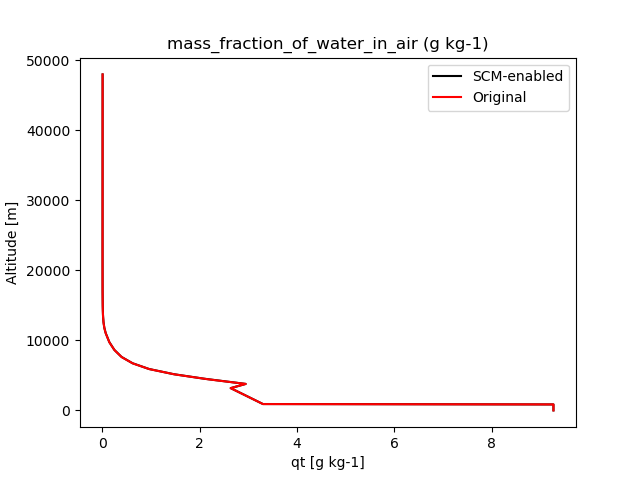 mass_fraction_of_water_in_air (g kg-1)
SCM-enabled
Original
Altitude [m]
50000
40000
30000
20000
10000
0
0 2 4 6 8
qt [g kg-1]